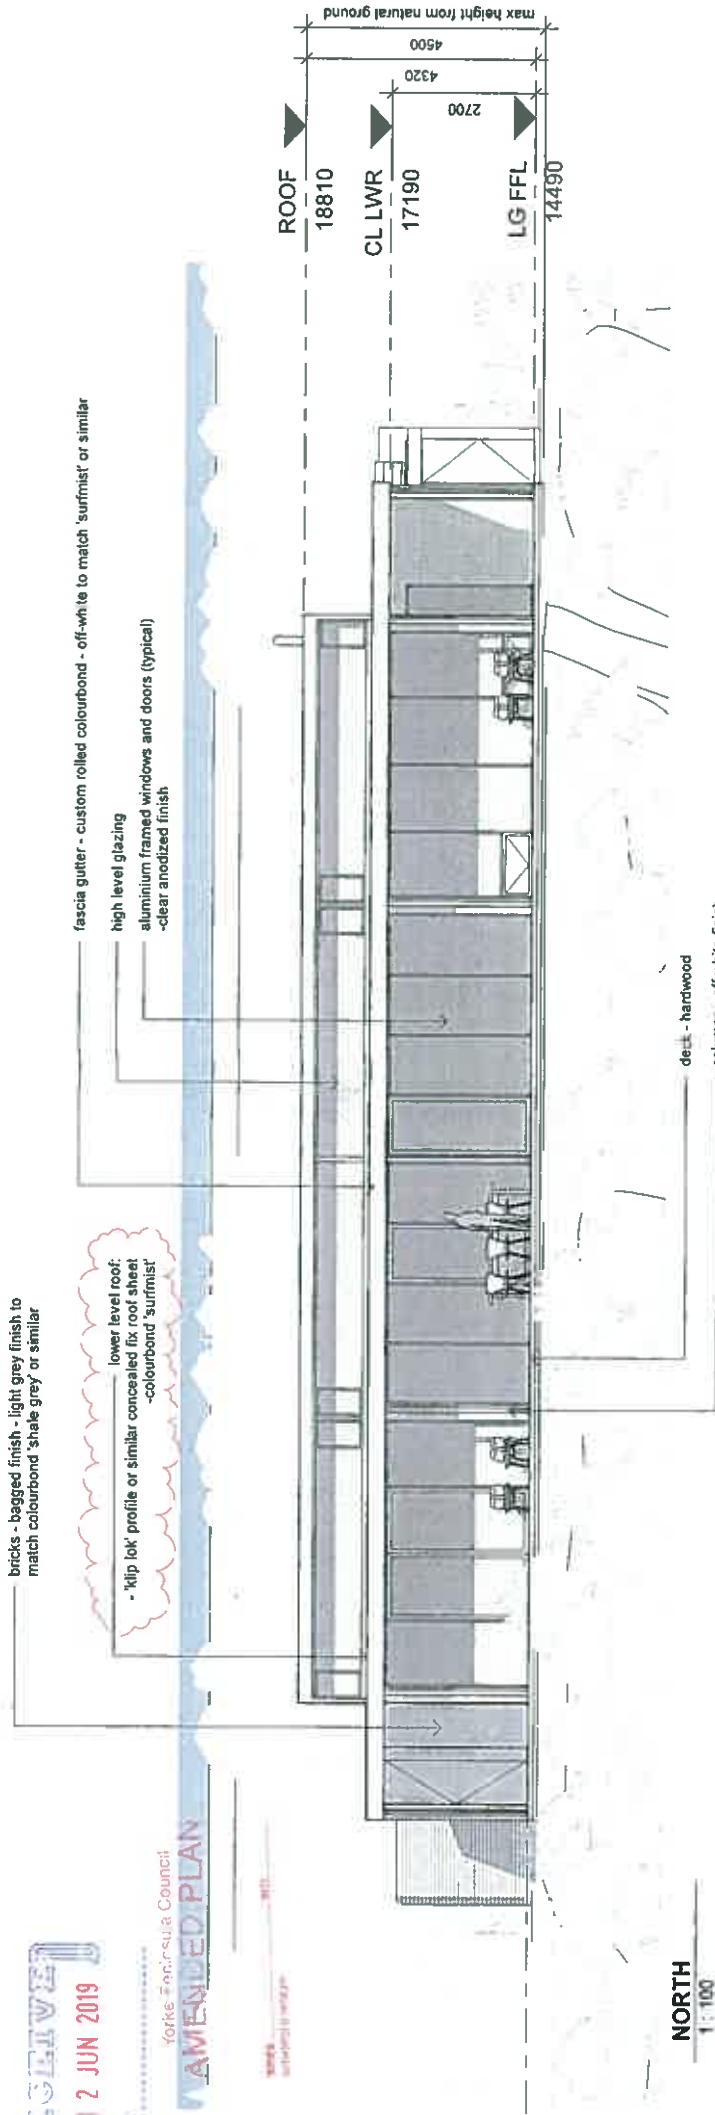 bricks - bagged finish - light grey finish to
match colourbond 'shale grey' or similar
lower level roof:
- 'klip lok' profile or similar concealed fix roof sheet
-colourbond 'surfmist'
fascia gutter - custom rolled colourbond - off-white to match 'surfmist' or similar
high level glazing
aluminium framed windows and doors (typical)
-clear anodized finish
2 JUN 2019
Yorke Peninsula Council
AMENDED PLAN
ROOF
18810
CL LWR
17190
LG FFL
14490
2700
4320
4500
max height from natural ground
deck - hardwood
NORTH
1 : 100